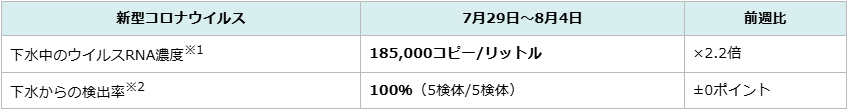 新型コロナウイルス 7月29日～8月4日 前週比
下水中のウイルスRNA濃度※1 185,000コピー/リットル ×2.2倍
下水からの検出率※2 100%（5検体/5検体） ±0ポイント